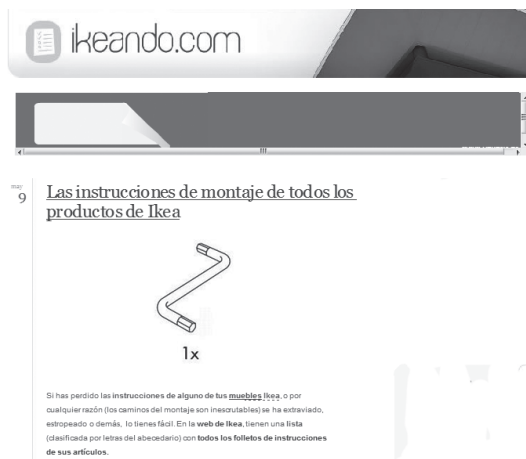 ikeando.com
may
9
Las instrucciones de montaje de todos los
productos de Ikea
1x
Si has perdido las instrucciones de alguno de tus muebles Ikea, o por
cualquier razón (los caminos del montaje son inescrutables) se ha extraviado,
estropeado o demás, lo tienes fácil. En la web de Ikea, tienen una lista
(clasificada por letras del abecedario) con todos los folletos de instrucciones
de sus artículos.